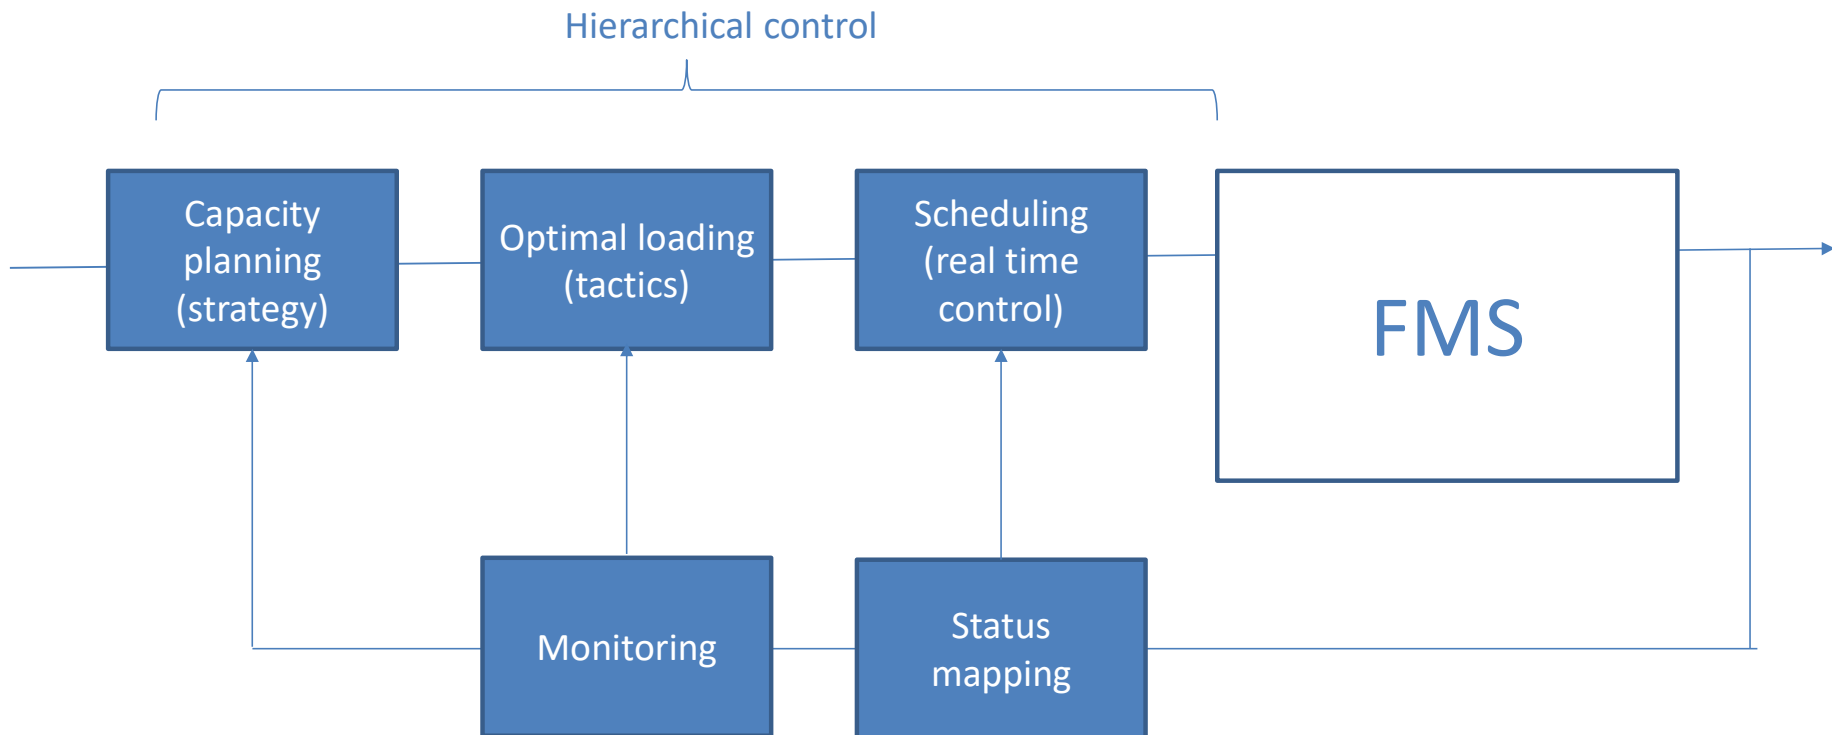 Hierarchical control
Capacity
planning
(strategy)
Optimal loading
(tactics)
Scheduling
(real time
control)
FMS
Monitoring
Status
mapping